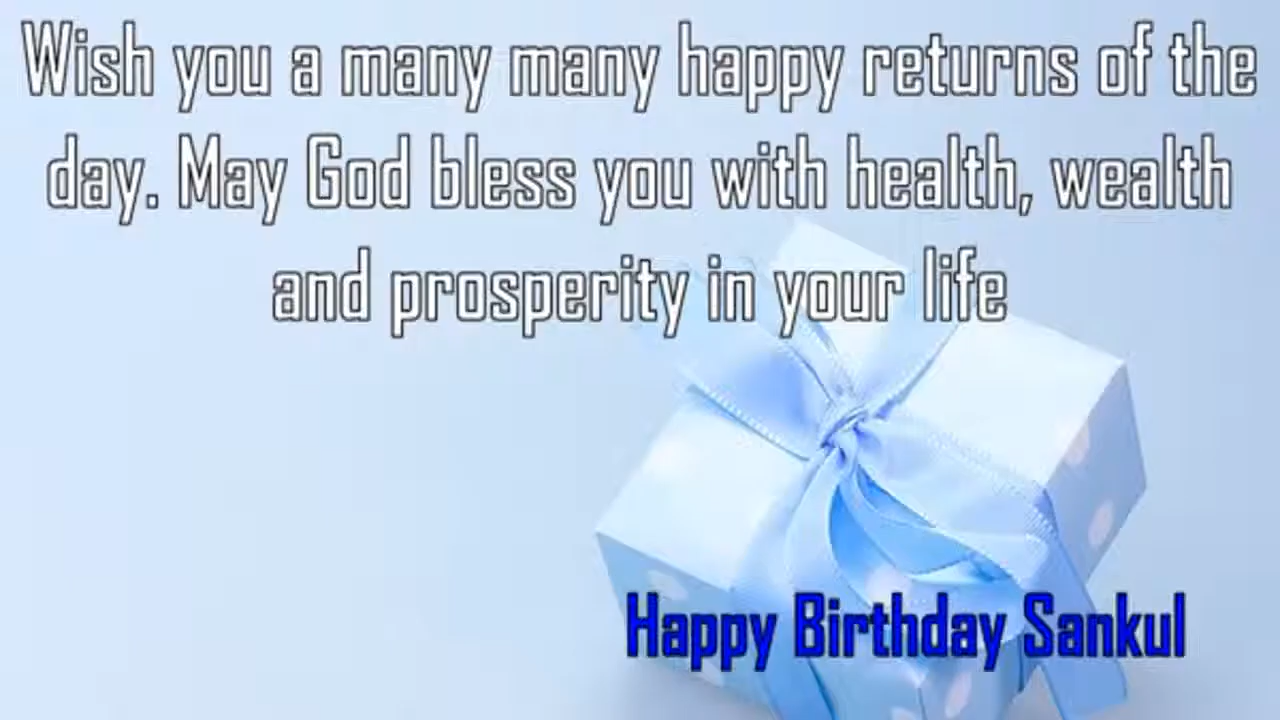 Wish you a many many happy returns of the
day. May God bless you with health, wealth
and prosperity in your life
Happy Birthday Sankul